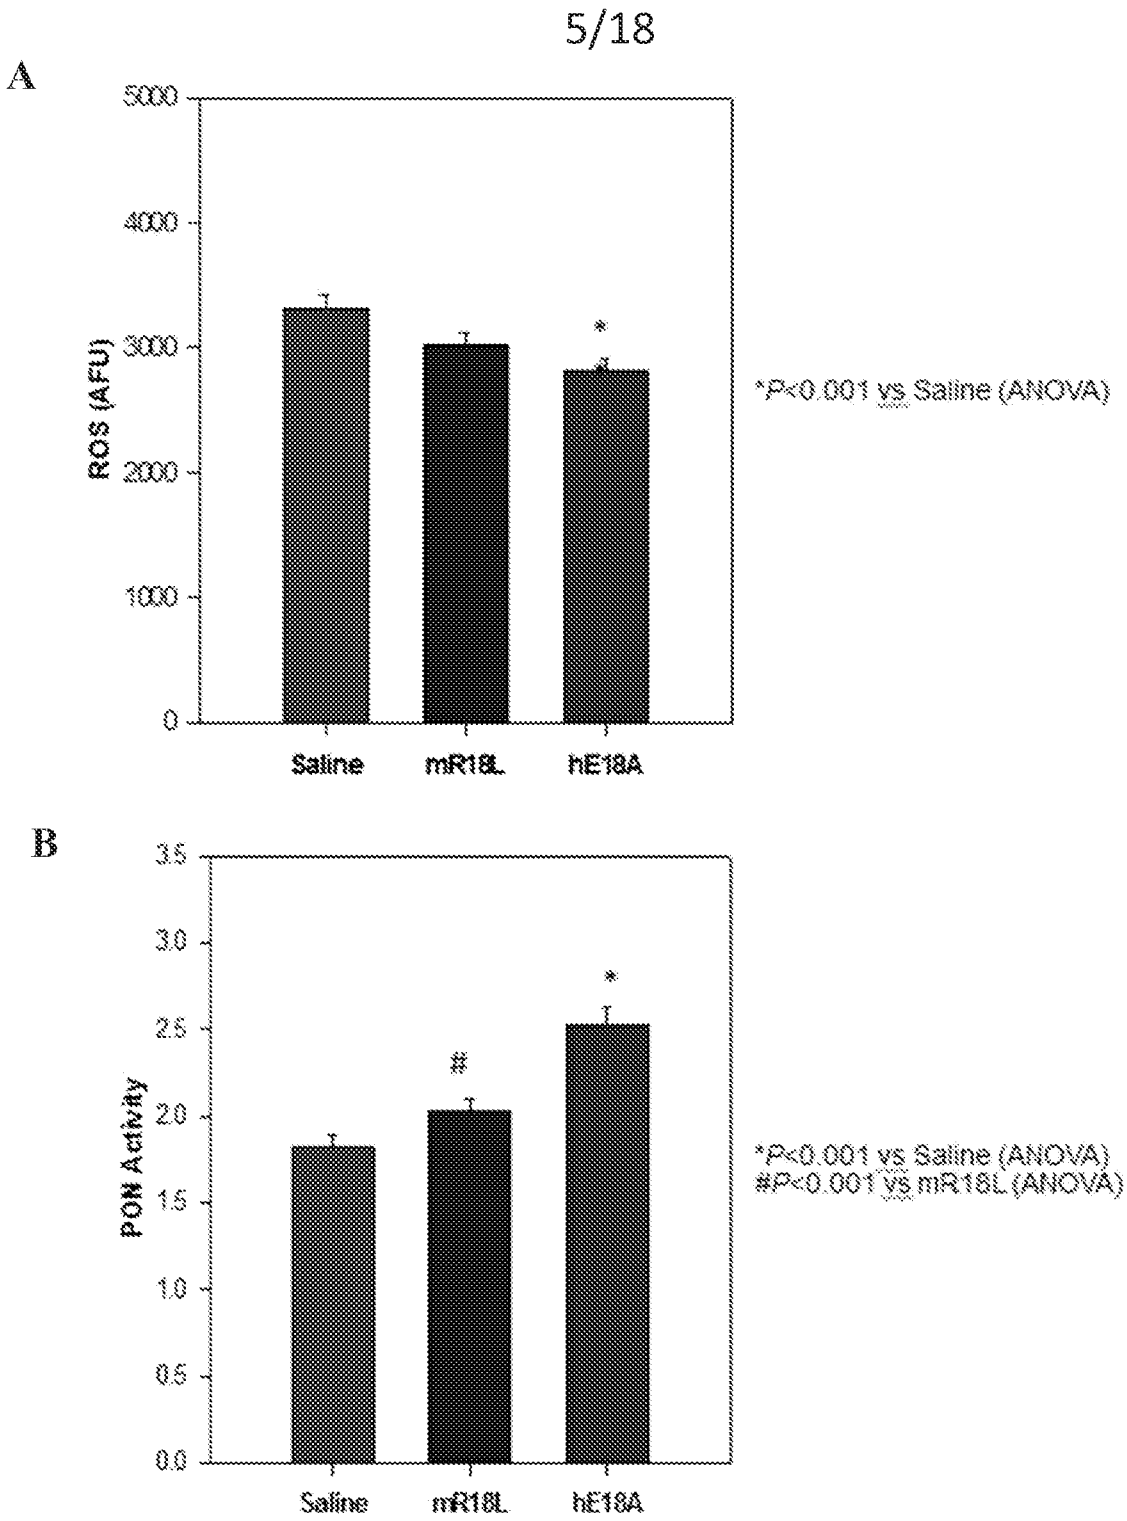 5/18
A
5000
4000
3000
2000
1000
0
ROS (AFU)
*
Saline
mR18L
hE18A
*P<0.001 vs Saline (ANOVA)
B
3.5
3.0
2.5
2.0
1.5
1.0
0.5
0.0
PON Activity
#
*
Saline
mR18L
hE18A
*P<0.001 vs Saline (ANOVA)
#P<0.001 vs mR18L (ANOVA)